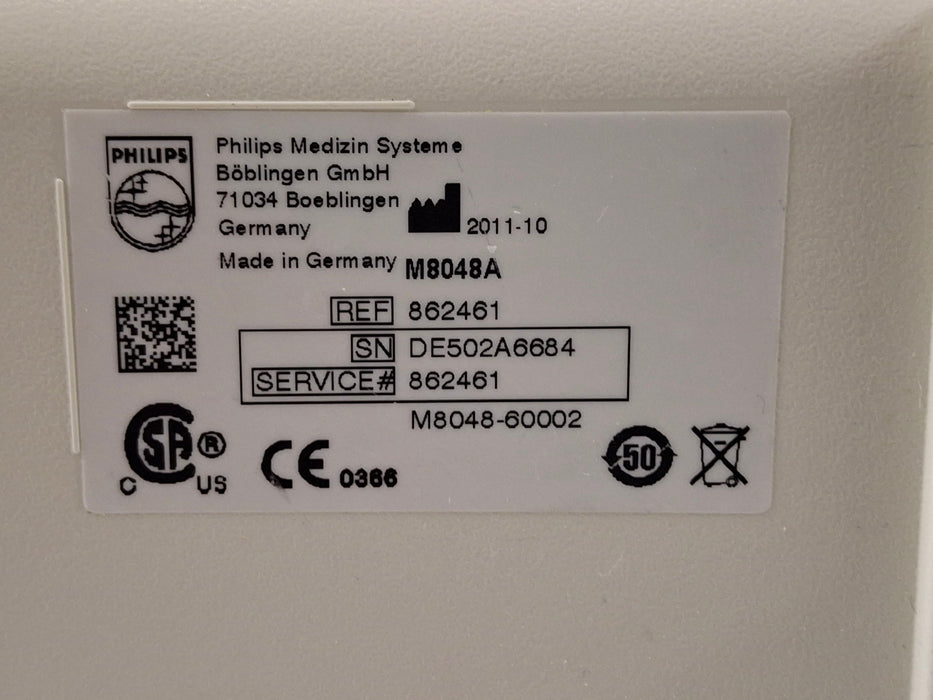 PHILIPS
Philips Medizin Systeme
Böblingen GmbH
71034 Boeblingen
Germany
2011-10
Made in Germany
M8048A
REF 862461
SN DE502A6684
SERVICE# 862461
M8048-60002
SA ®
C US
CE 0366
50